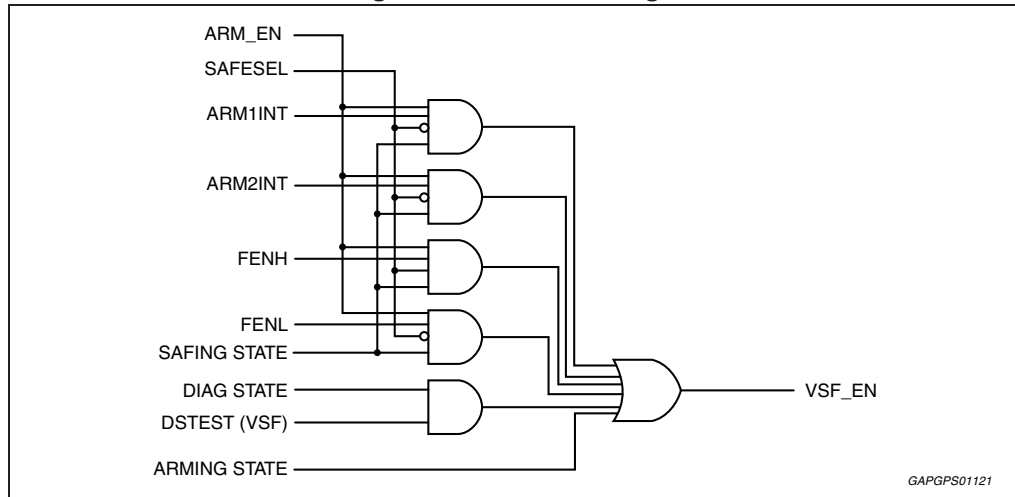 ARM_EN
SAFESEL
ARM1INT
ARM2INT
FENH
FENL
SAFING STATE
DIAG STATE
VSF_EN
DSTEST (VSF)
ARMING STATE
GAPGPS01121